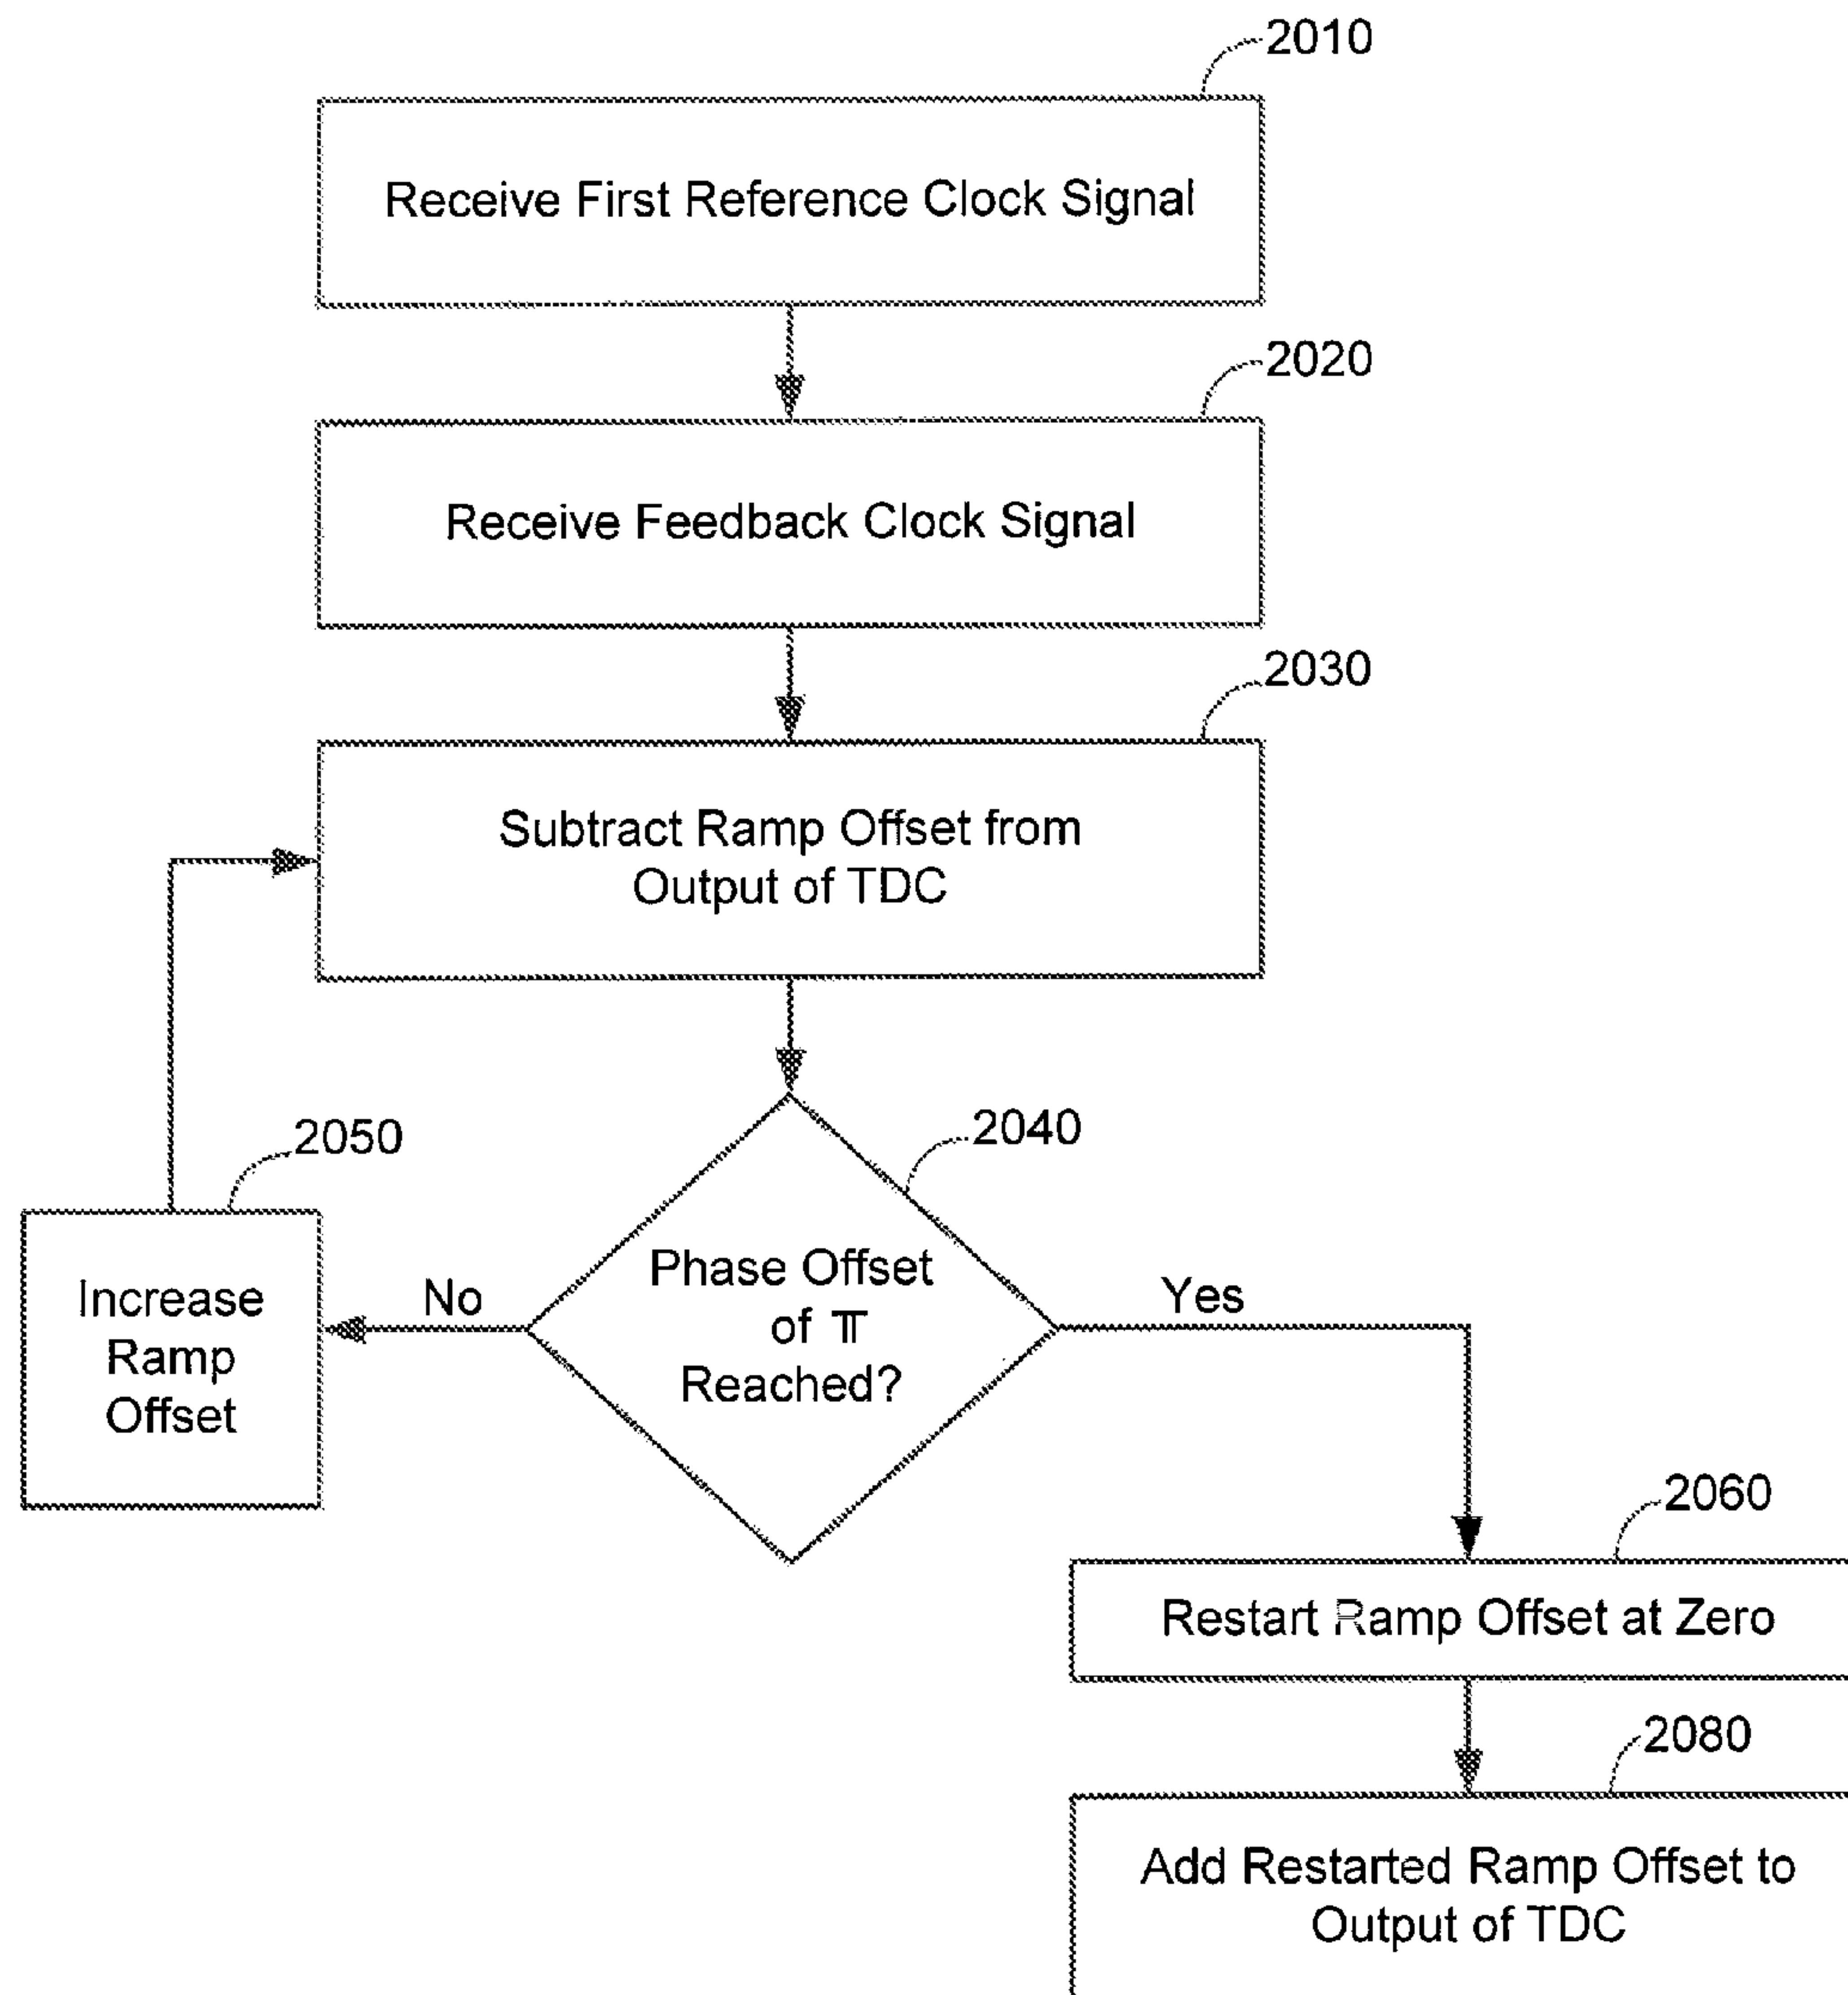 2010
Receive First Reference Clock Signal
2020
Receive Feedback Clock Signal
2030
Subtract Ramp Offset from
Output of TDC
2040
Phase Offset
of π
Reached?
2050
No
Increase
Ramp
Offset
Yes
2060
Restart Ramp Offset at Zero
2080
Add Restarted Ramp Offset to
Output of TDC